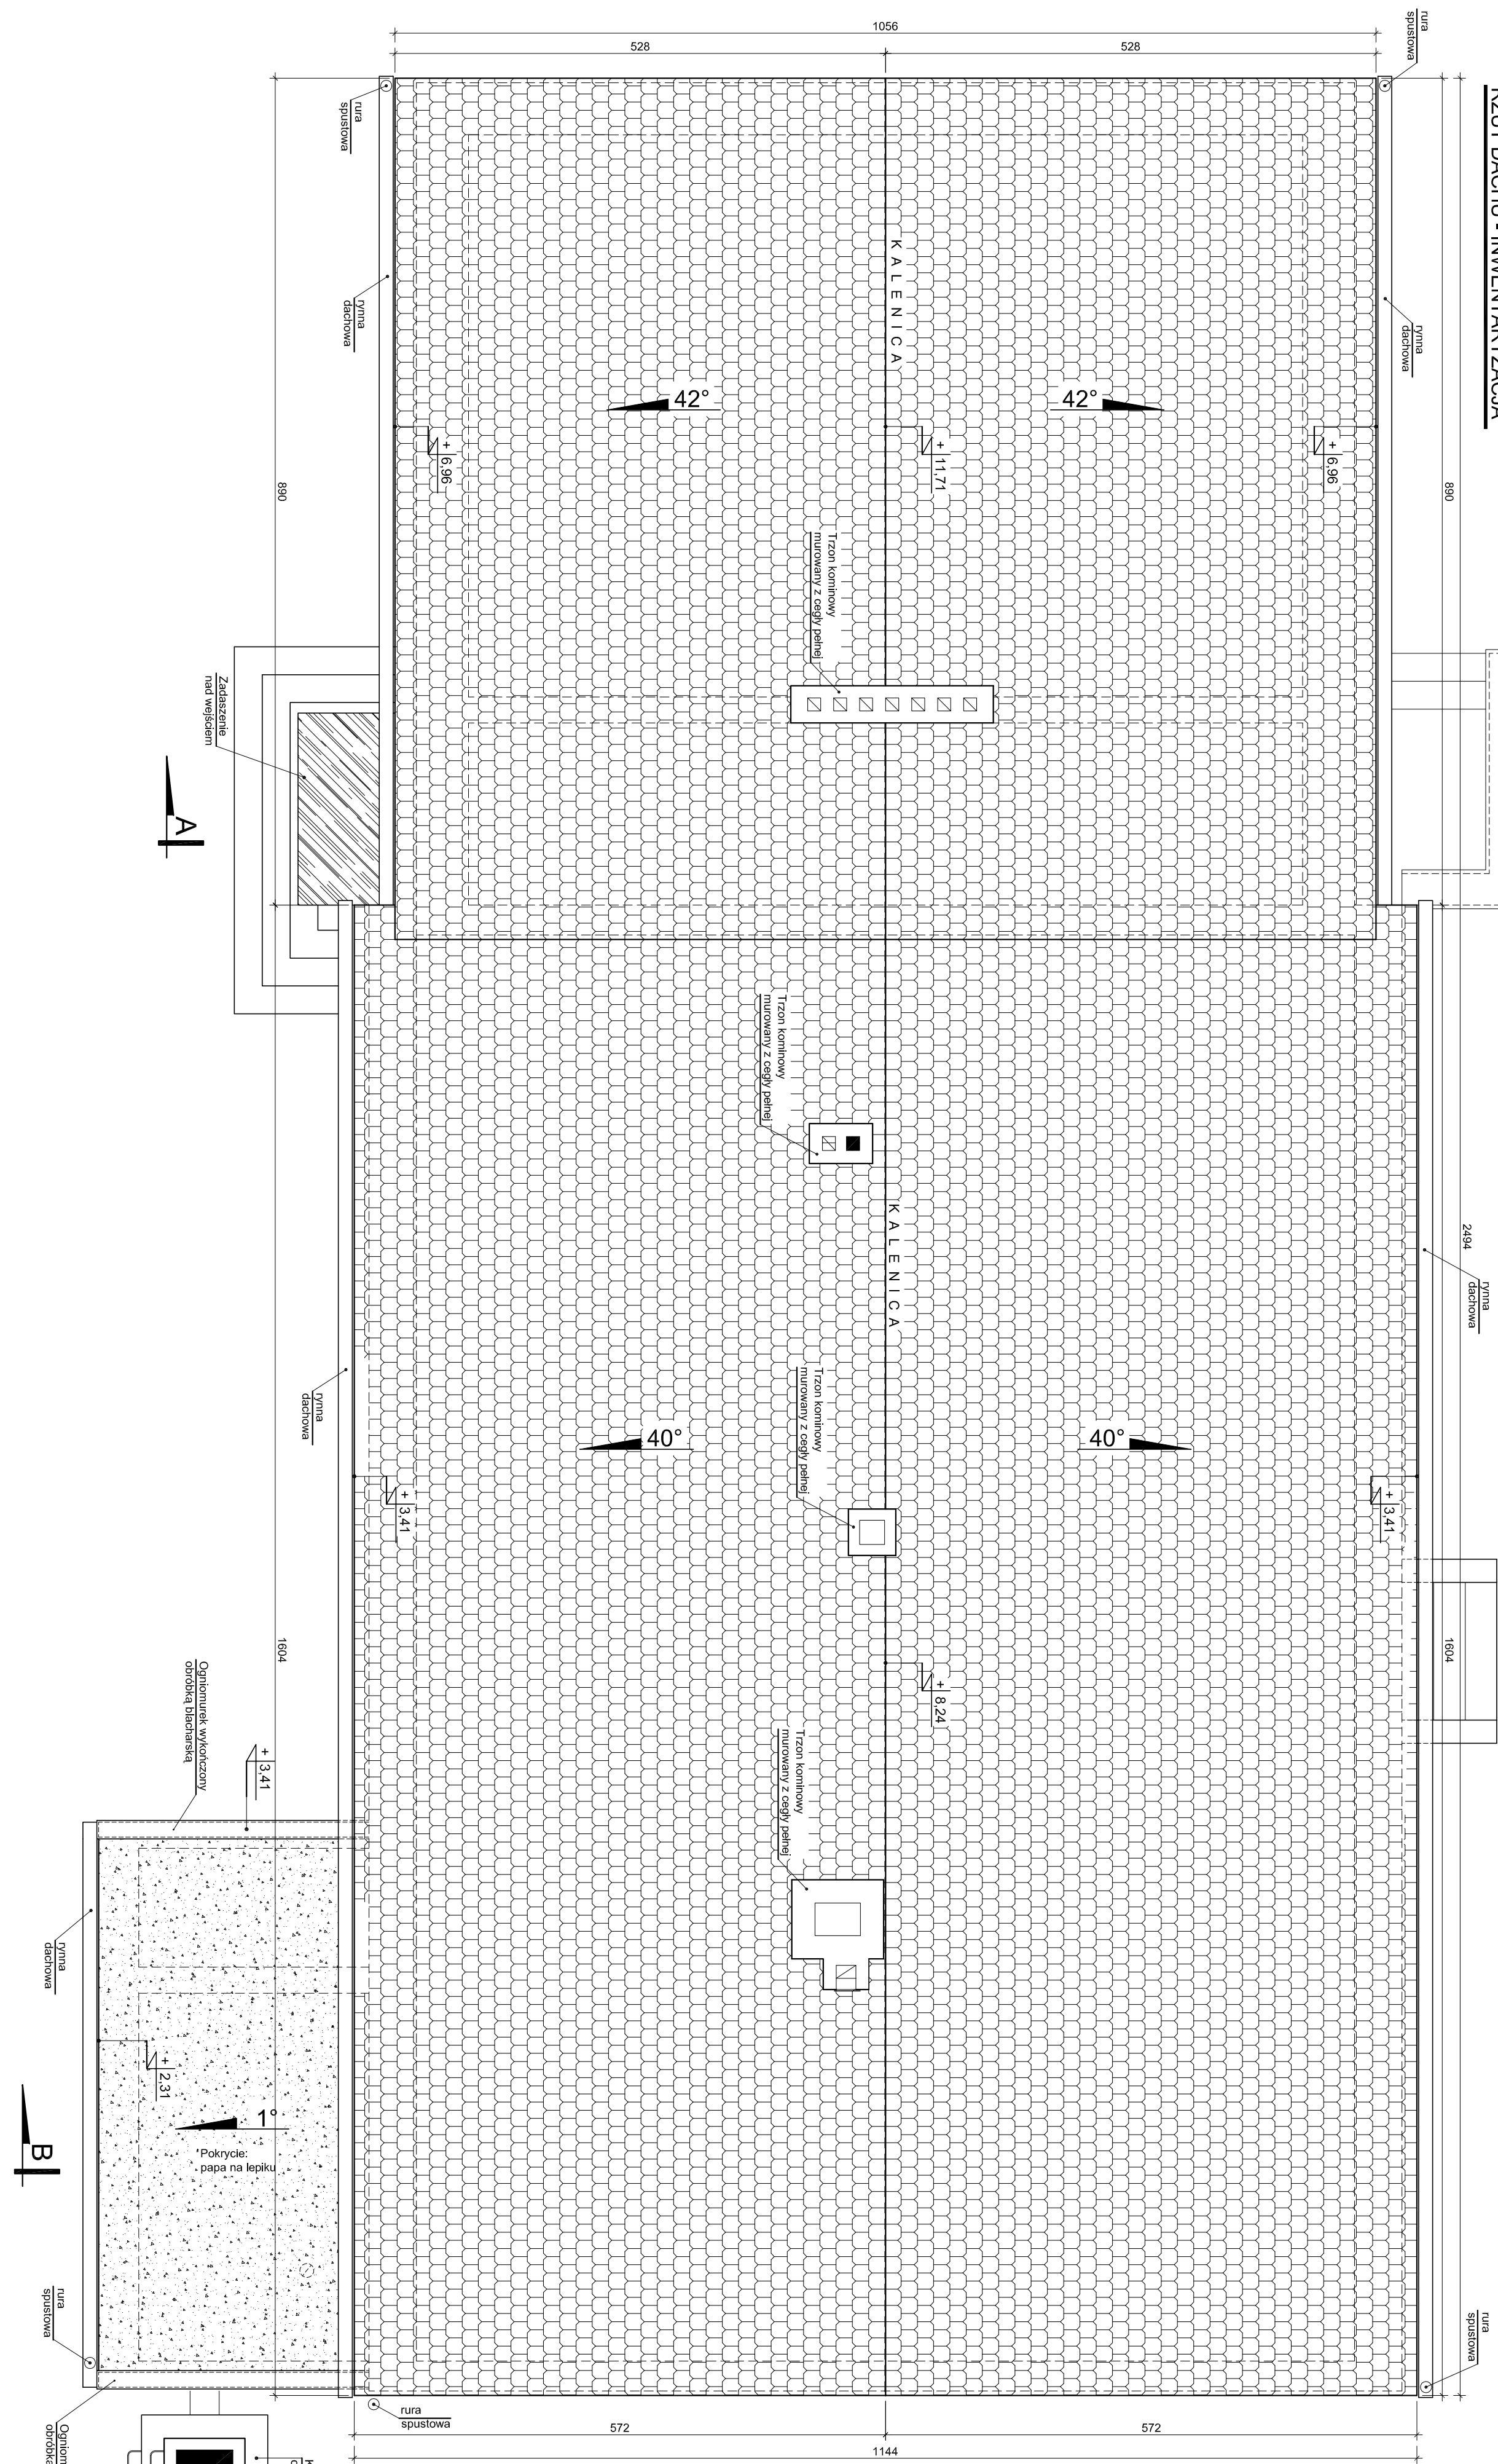 RZUT DACHU - INWENTARYZACJA
1056
528
528
rura
spustowa
rura
spustowa
rynna
dachowa
rynna
dachowa
890
890
K A L E N I C A
42°
42°
+ 6,96
+ 11,71
+ 6,96
Trzon kominowy
murowany z cegły pełnej
Zadaszenie
nad wejściem
A
Trzon kominowy
murowany z cegły pełnej
K A L E N I C A
2494
rynna
dachowa
rynna
dachowa
Trzon kominowy
murowany z cegły pełnej
40°
40°
+ 3,41
+ 3,41
1604
1604
+ 8,24
Ogniomurek wykończony
obróbką blacharską
+ 3,41
Trzon kominowy
murowany z cegły pełnej
rynna
dachowa
+ 2,31
1°
Pokrycie:
papa na lepiku
B
rura
spustowa
rura
spustowa
rura
spustowa
572
572
1144